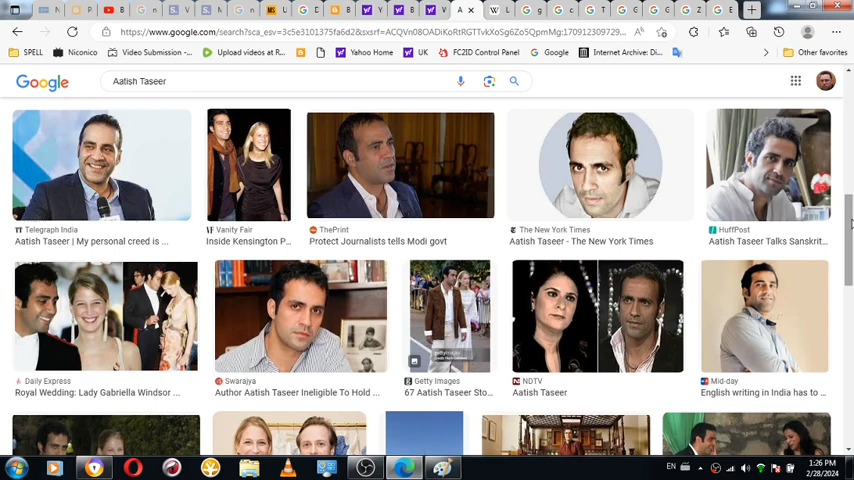 https://www.google.com/search?sca_esv=3c5e3101375fa6d2&sxsrf=ACQVn08OADiKoRtRGTTvkXoSg6Zo5QpmMg:170912309729...
SPELL
Niconico
Video Submission -...
Upload videos at R...
Yahoo Home
UK
FC2ID Control Panel
Google
Internet Archive: Di...
Other favorites
Google
Aatish Taseer
Telegraph India
Aatish Taseer | My personal creed is ...
Vanity Fair
Inside Kensington P...
ThePrint
Protect Journalists tells Modi govt
The New York Times
Aatish Taseer - The New York Times
HuffPost
Aatish Taseer Talks Sanskrit...
Daily Express
Royal Wedding: Lady Gabriella Windsor ...
Swarajya
Author Aatish Taseer Ineligible To Hold ...
Getty Images
67 Aatish Taseer Sto...
NDTV
Aatish Taseer
Mid-day
English writing in India has to ...
EN
1:26 PM
2/28/2024